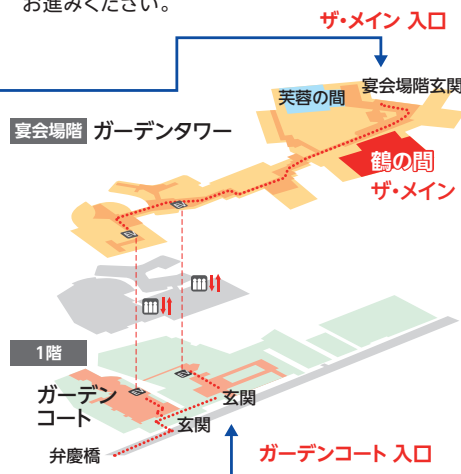 お進みください。
ザ・メイン 入口
芙蓉の間
宴会場階玄関
宴会場階 ガーデンタワー
鶴の間
ザ・メイン
1階
ガーデン
コート
玄関
玄関
弁慶橋
ガーデンコート 入口